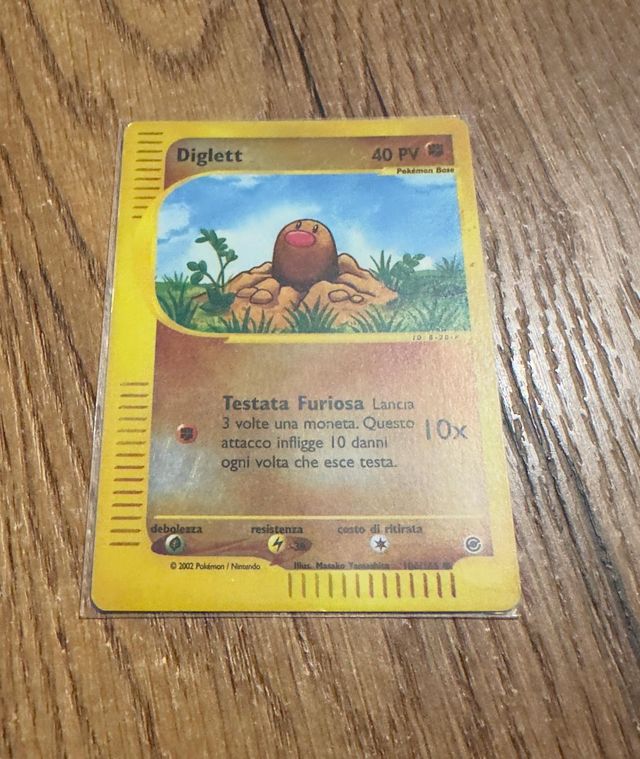 Diglett 40 PV
Pokémon Base
Testata Furiosa Lancia
3 volte una moneta. Questo
attacco infligge 10 danni
ogni volta che esce testa.
10x
debolezza resistenza costo di ritirata
-30
© 2002 Pokémon / Nintendo Illus. Masako Yamashita